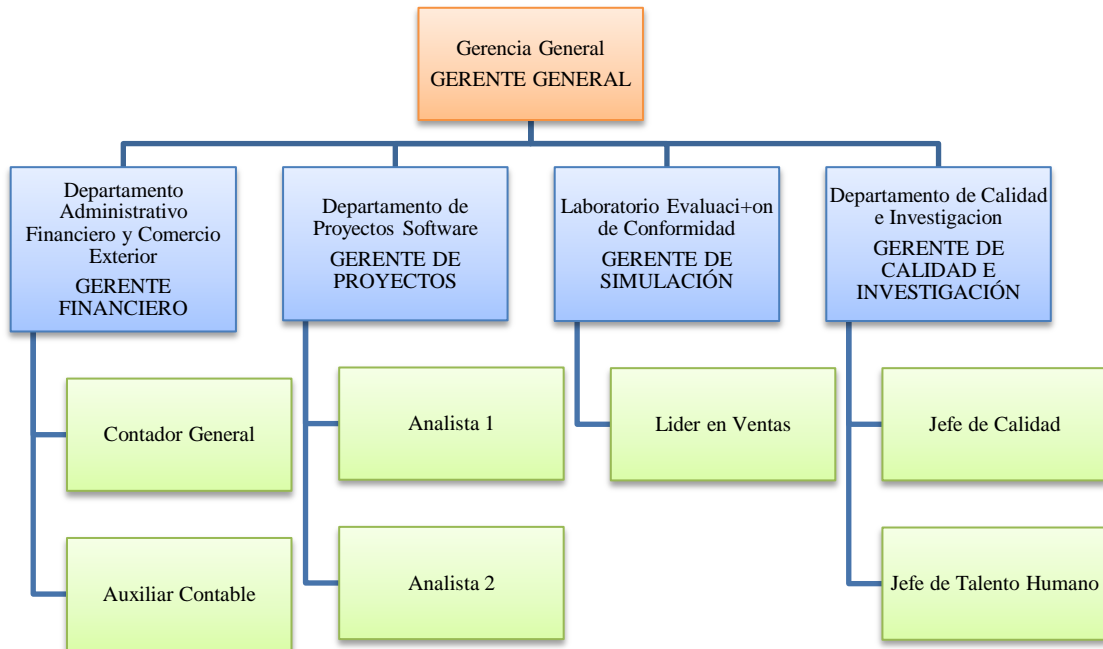 Gerencia General
GERENTE GENERAL
Departamento
Administrativo
Financiero y Comercio
Exterior
GERENTE
FINANCIERO
Departamento de
Proyectos Software
GERENTE DE
PROYECTOS
Laboratorio Evaluaci+on
de Conformidad
GERENTE DE
SIMULACIÓN
Departamento de Calidad
e Investigacion
GERENTE DE
CALIDAD E
INVESTIGACIÓN
Contador General
Analista 1
Lider en Ventas
Jefe de Calidad
Auxiliar Contable
Analista 2
Jefe de Talento Humano